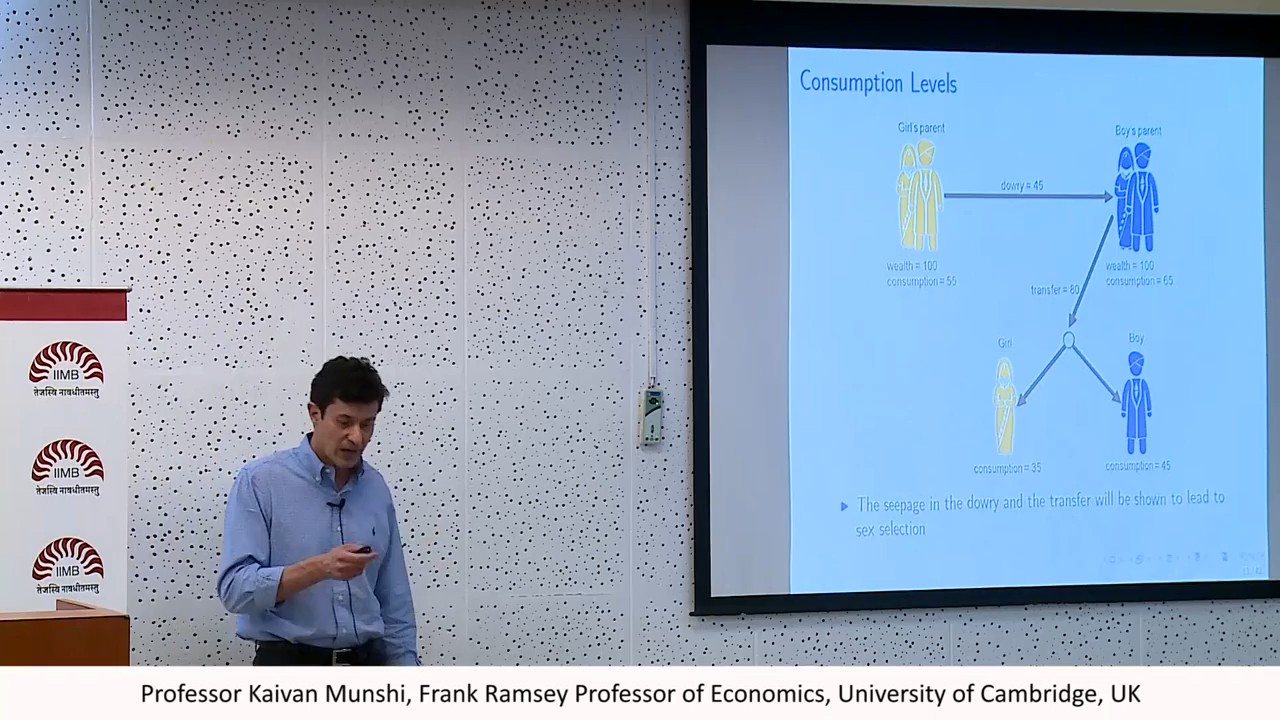 Consumption Levels
Girl's parent
Boy's parent
dowry = 45
wealth = 100
consumption = 55
wealth = 100
consumption = 65
transfer = 80
Girl
Boy
consumption = 35
consumption = 45
The seepage in the dowry and the transfer will be shown to lead to
sex selection
IIMB
तेजस्वि नावधीतमस्तु
IIMB
तेजस्वि नावधीतमस्तु
IIMB
तेजस्वि नावधीतमस्तु
Professor Kaivan Munshi, Frank Ramsey Professor of Economics, University of Cambridge, UK